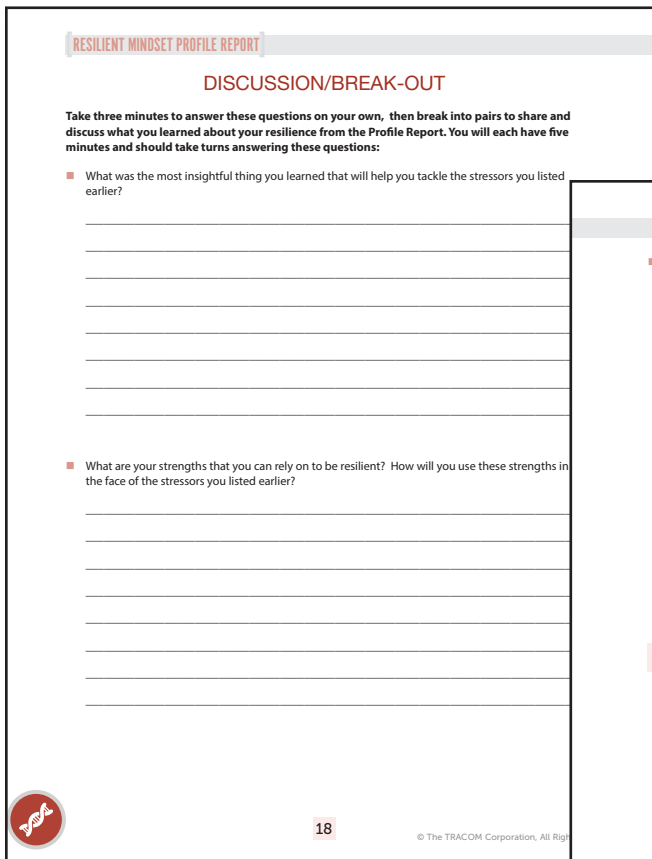 RESILIENT MINDSET PROFILE REPORT
DISCUSSION/BREAK-OUT
Take three minutes to answer these questions on your own, then break into pairs to share and
discuss what you learned about your resilience from the Profile Report. You will each have five
minutes and should take turns answering these questions:
What was the most insightful thing you learned that will help you tackle the stressors you listed
earlier?
What are your strengths that you can rely on to be resilient? How will you use these strengths in
the face of the stressors you listed earlier?
18
© The TRACOM Corporation, All Righ